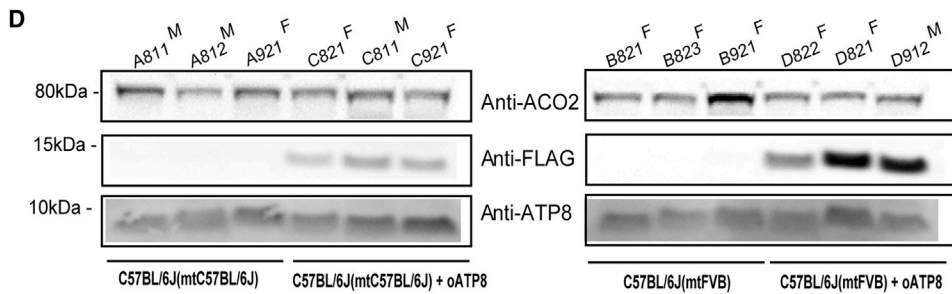 D
A811 M A812 M A921 F C821 F C811 M C921 F B821 F B823 F B921 F D822 F D821 F D912 M
80kDa - Anti-ACO2
15kDa - Anti-FLAG
10kDa - Anti-ATP8
C57BL/6J(mtC57BL/6J) C57BL/6J(mtC57BL/6J) + oATP8 C57BL/6J(mtFVB) C57BL/6J(mtFVB) + oATP8